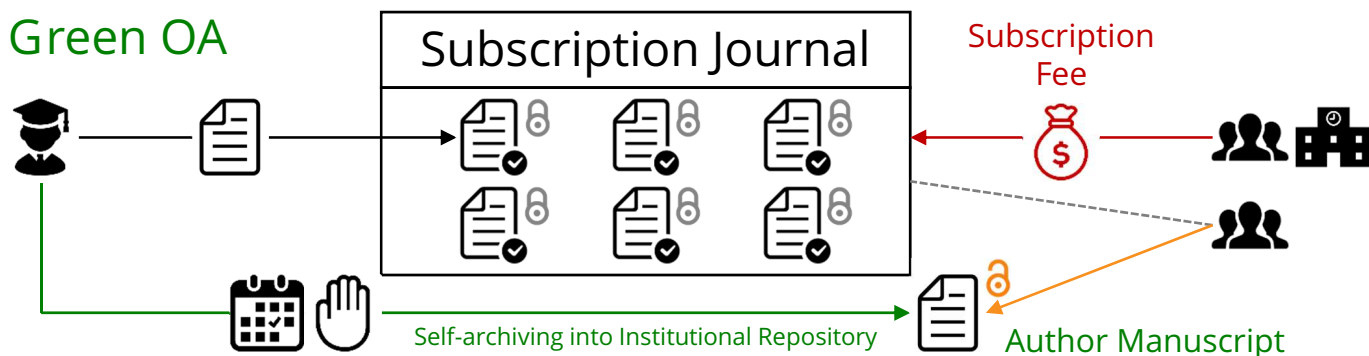 Green OA
Subscription Journal
Subscription
Fee
$
Self-archiving into Institutional Repository
Author Manuscript